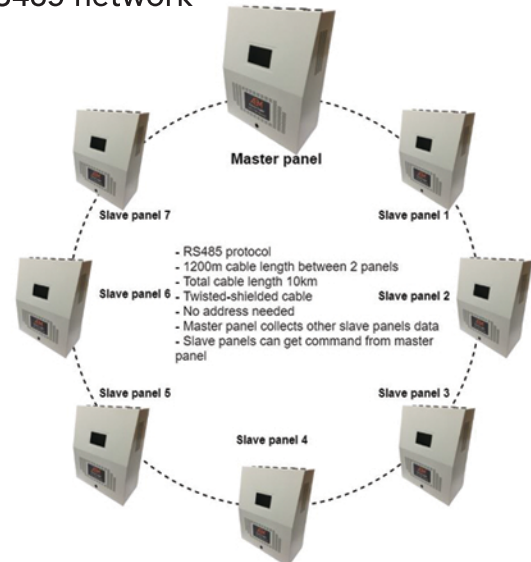 RS485 network
Master panel
Slave panel 7
Slave panel 1
- RS485 protocol
- 1200m cable length between 2 panels
- Total cable length 10km
Slave panel 6
- Twisted-shielded cable
Slave panel 2
- No address needed
- Master panel collects other slave panels data
- Slave panels can get command from master
panel
Slave panel 5
Slave panel 3
Slave panel 4